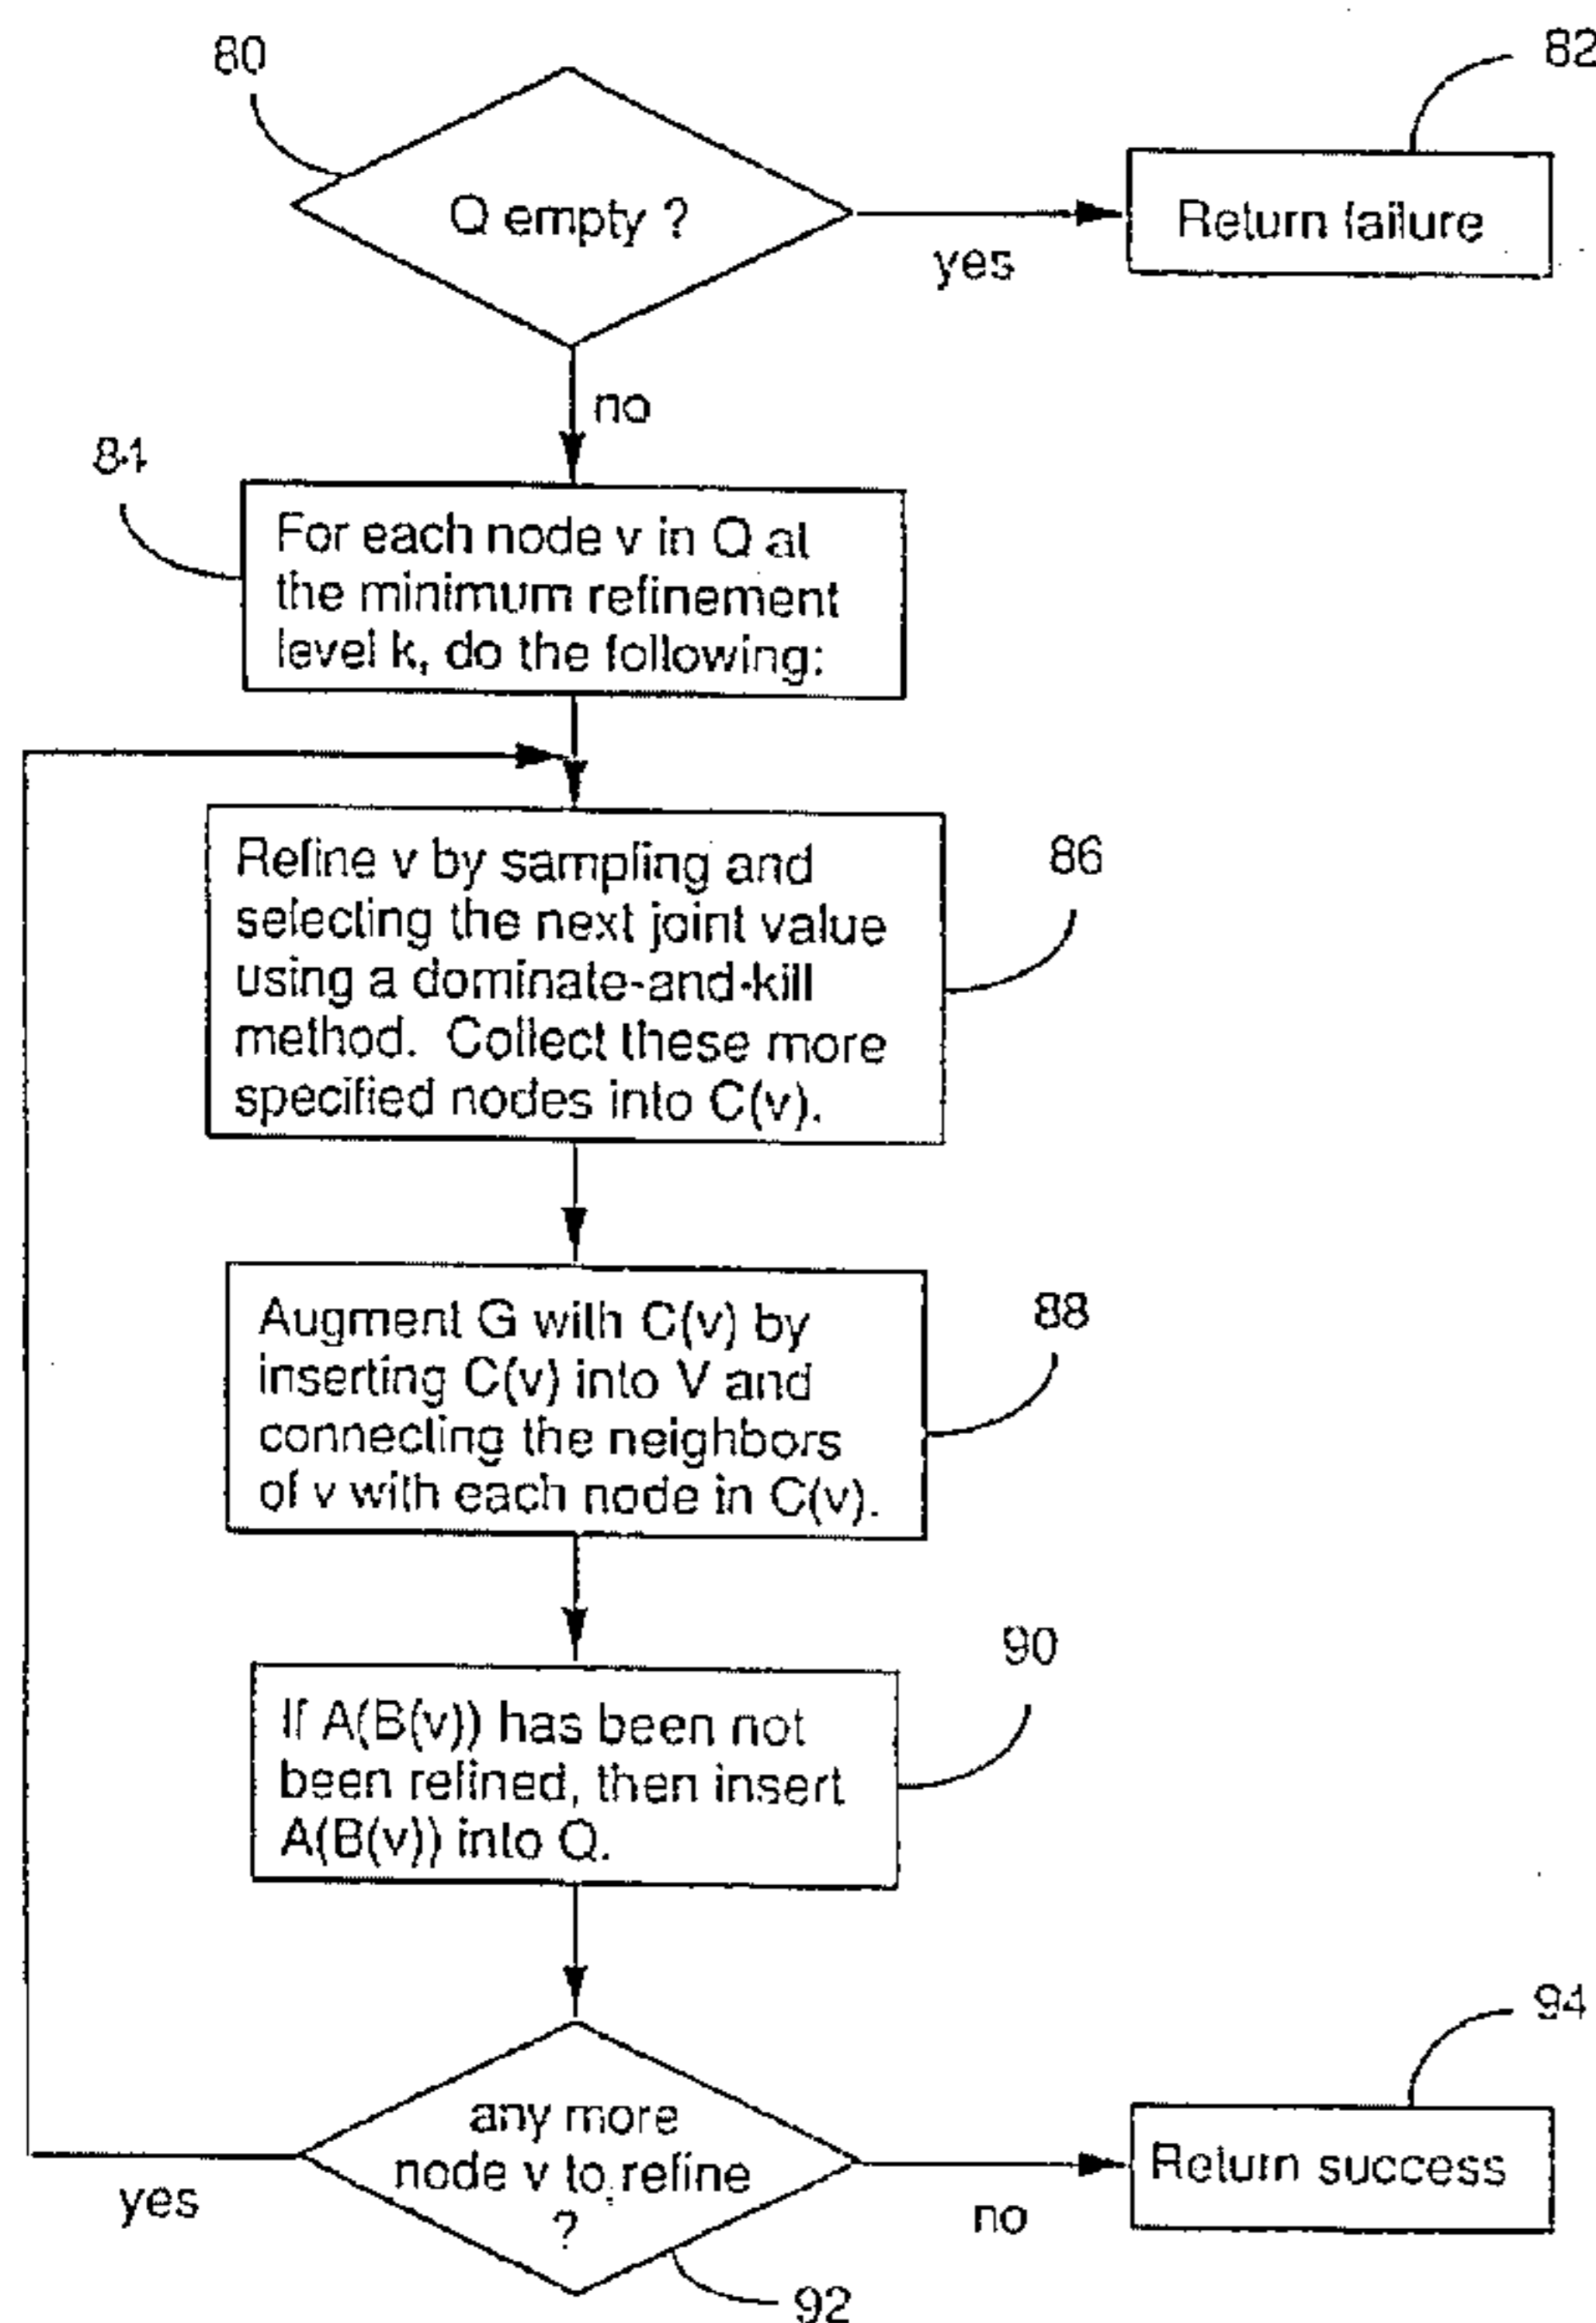 80
82
Q empty ?
Return failure
yes
no
84
For each node v in Q at
the minimum refinement
level k, do the following:
Refine v by sampling and
selecting the next joint value
using a dominate-and-kill
method. Collect these more
specified nodes into C(v).
86
Augment G with C(v) by
inserting C(v) into V and
connecting the neighbors
of v with each node in C(v).
88
90
If A(B(v)) has been not
been refined, then insert
A(B(v)) into Q.
94
any more
node v to refine
?
Return success
yes
no
92